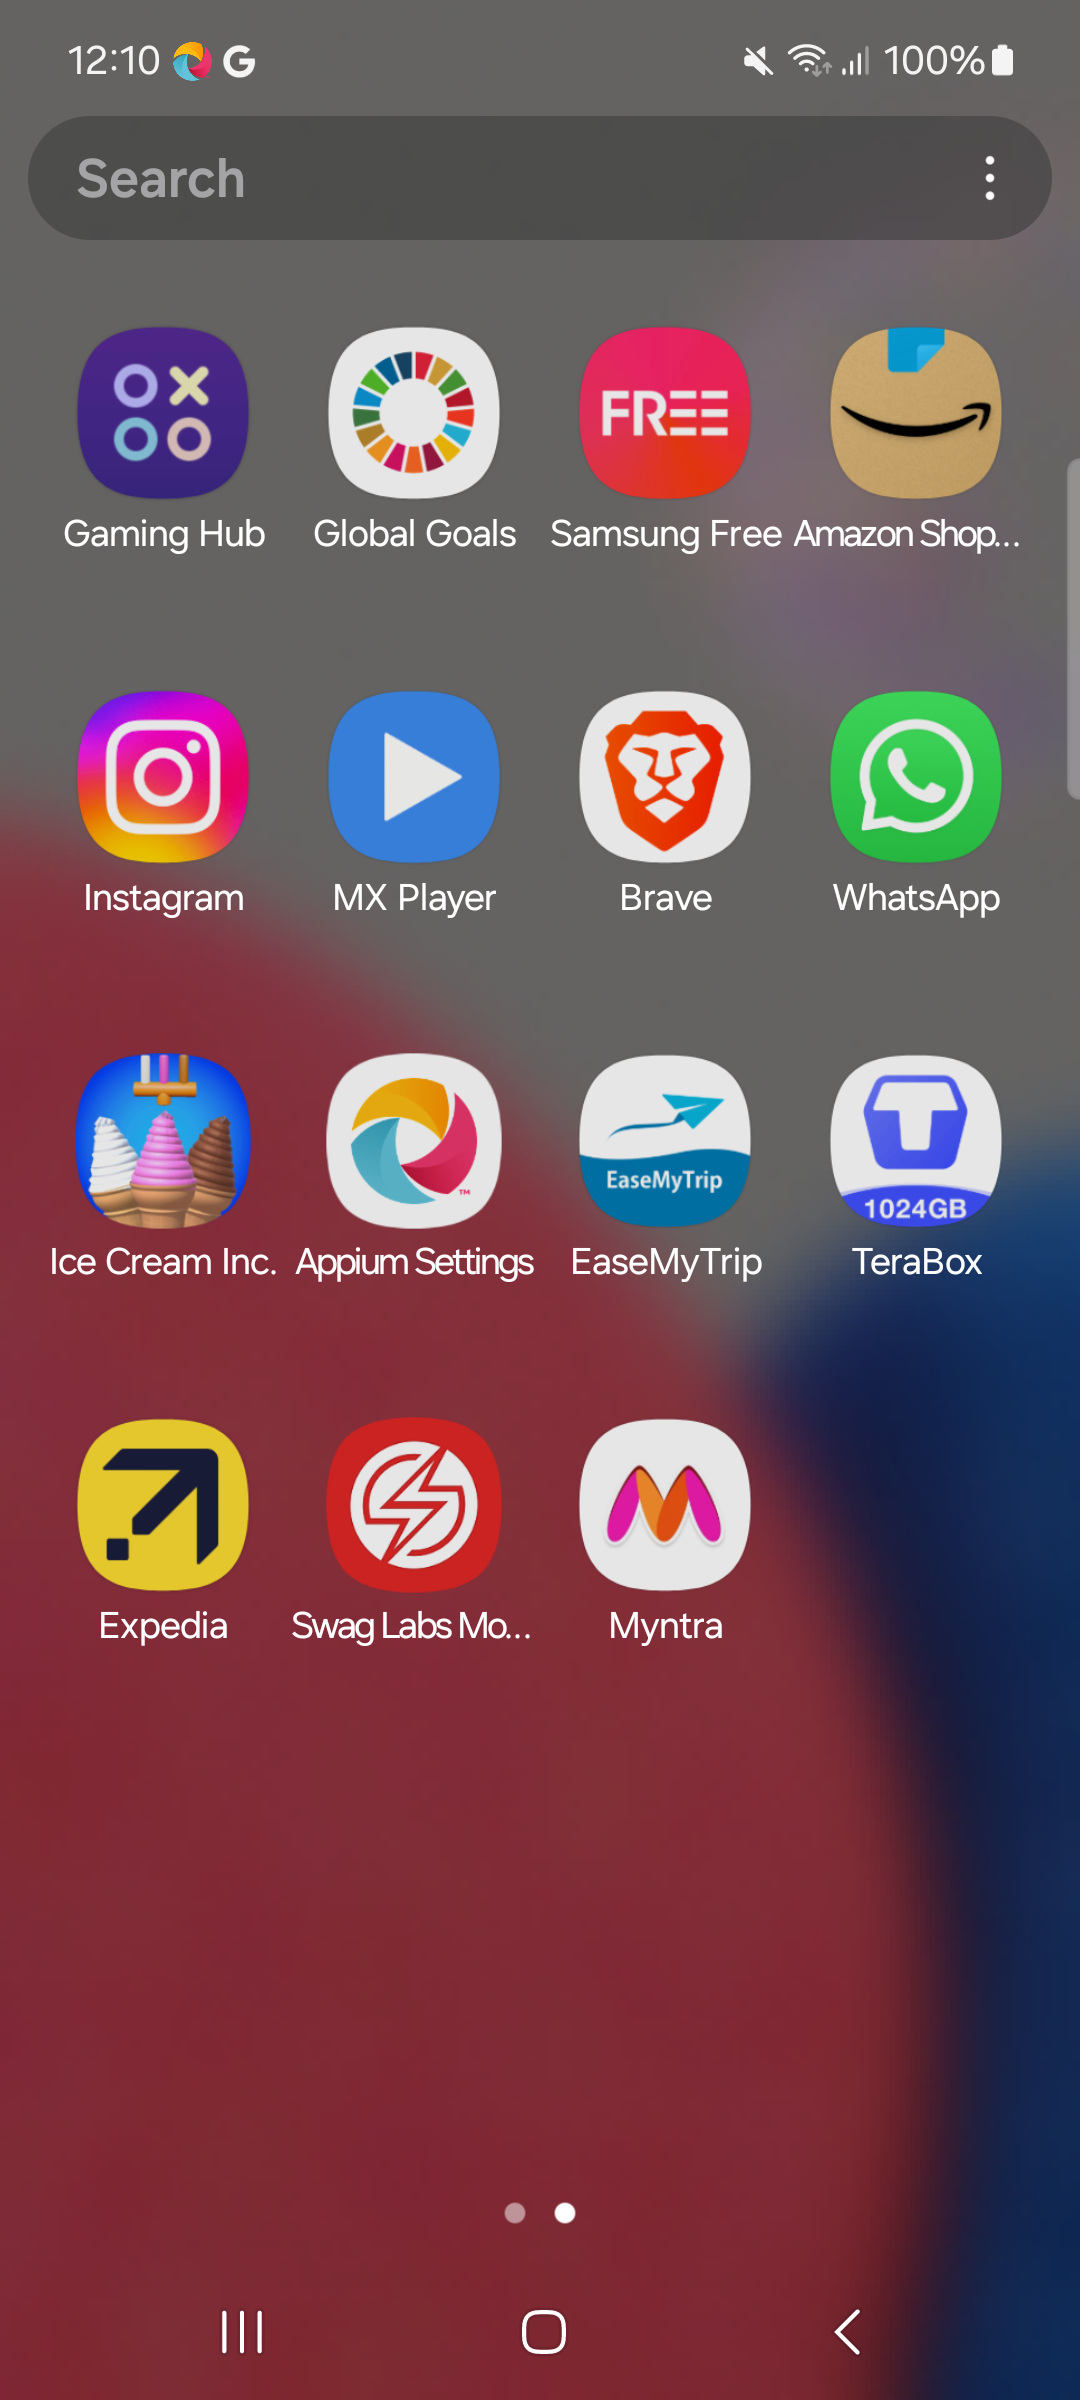 12:10 G 100%
Search
FREE
Gaming Hub Global Goals Samsung Free Amazon Shop...
Instagram MX Player Brave WhatsApp
EaseMyTrip
1024GB
TM
Ice Cream Inc. Appium Settings EaseMyTrip TeraBox
Expedia Swag Labs Mo... Myntra